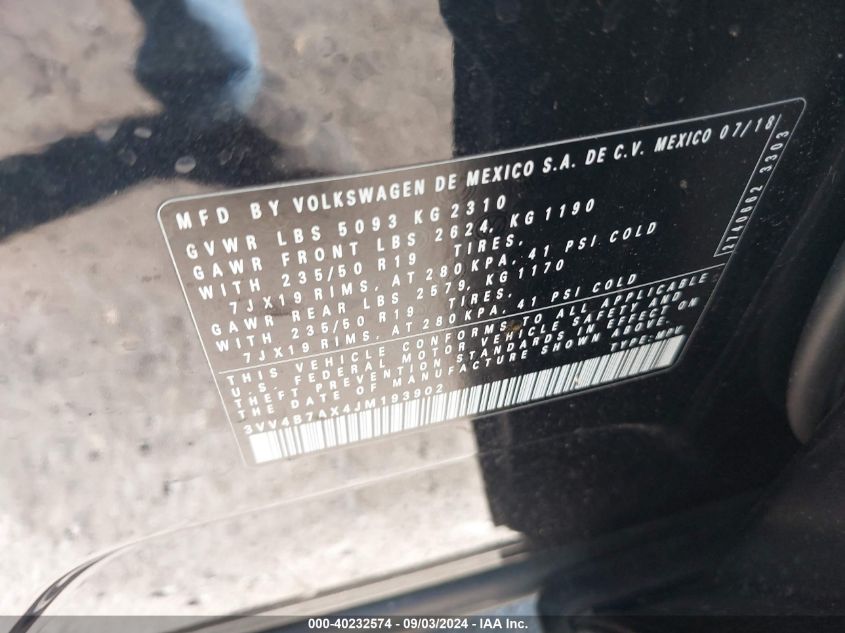 MFD BY VOLKSWAGEN DE MEXICO S.A. DE C.V. MEXICO 07/18
GVWR LBS 5093 KG 2310
GAWR FRONT LBS 2624, KG 1190
WITH 235/50 R19 TIRES,
7JX19 RIMS, AT 280 KPA, 41 PSI COLD
GAWR REAR LBS 2579, KG 1170
WITH 235/50 R19 TIRES,
7JX19 RIMS, AT 280 KPA, 41 PSI COLD
THIS VEHICLE CONFORMS TO ALL APPLICABLE
U.S. FEDERAL MOTOR VEHICLE SAFETY AND
THEFT PREVENTION STANDARDS IN EFFECT ON
THE DATE OF MANUFACTURE SHOWN ABOVE.
3VV4B7AX4JM193902 TYPE: MPV
3303
000-40232574 - 09/03/2024 - IAA Inc.